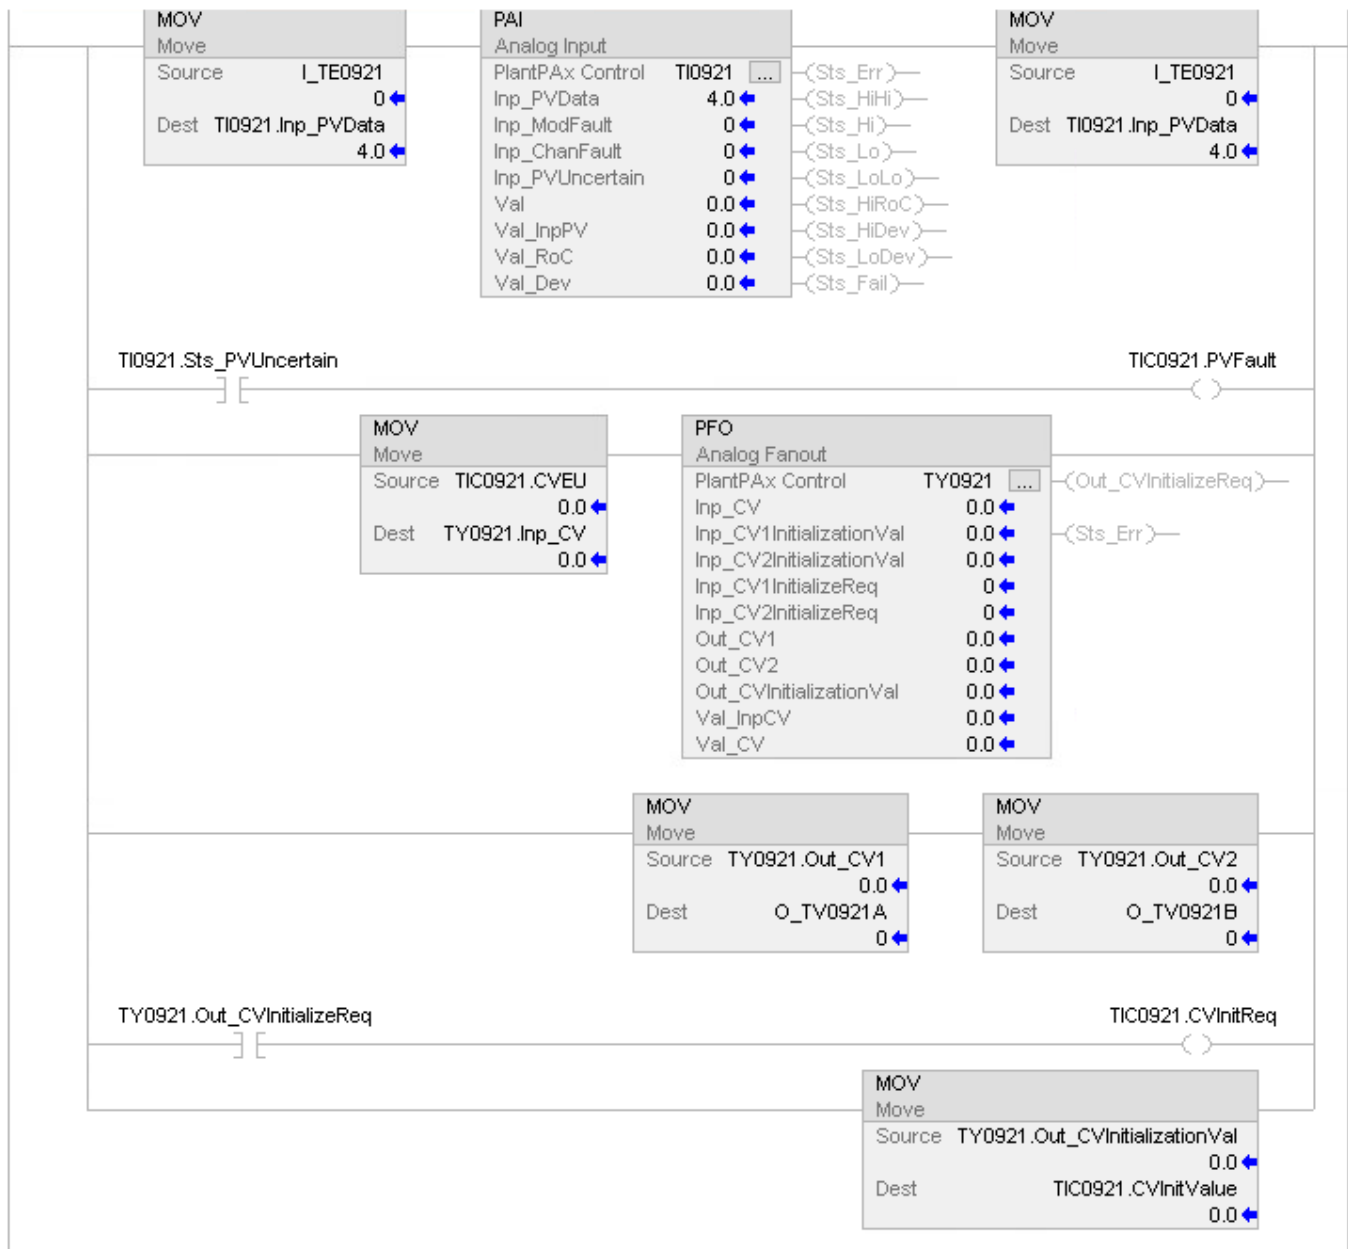 MOV
Move
Source I_TE0921
0
Dest TI0921.Inp_PVData
4.0
PAI
Analog Input
PlantPAx Control TI0921 ...
Inp_PVData 4.0
Inp_ModFault 0
Inp_ChanFault 0
Inp_PVUncertain 0
Val 0.0
Val_InpPV 0.0
Val_RoC 0.0
Val_Dev 0.0
(Sts_Err)
(Sts_HiHi)
(Sts_Hi)
(Sts_Lo)
(Sts_LoLo)
(Sts_HiRoC)
(Sts_HiDev)
(Sts_LoDev)
(Sts_Fail)
MOV
Move
Source I_TE0921
0
Dest TI0921.Inp_PVData
4.0
TI0921.Sts_PVUncertain
TIC0921.PVFault
MOV
Move
Source TIC0921.CVEU
0.0
Dest TY0921.Inp_CV
0.0
PFO
Analog Fanout
PlantPAx Control TY0921 ...
Inp_CV 0.0
Inp_CV1InitializationVal 0.0
Inp_CV2InitializationVal 0.0
Inp_CV1InitializeReq 0
Inp_CV2InitializeReq 0
Out_CV1 0.0
Out_CV2 0.0
Out_CVInitializationVal 0.0
Val_InpCV 0.0
Val_CV 0.0
(Out_CVInitializeReq)
(Sts_Err)
MOV
Move
Source TY0921.Out_CV1
0.0
Dest O_TV0921A
0
MOV
Move
Source TY0921.Out_CV2
0.0
Dest O_TV0921B
0
TY0921.Out_CVInitializeReq
TIC0921.CVInitReq
MOV
Move
Source TY0921.Out_CVInitializationVal
0.0
Dest TIC0921.CVInitValue
0.0